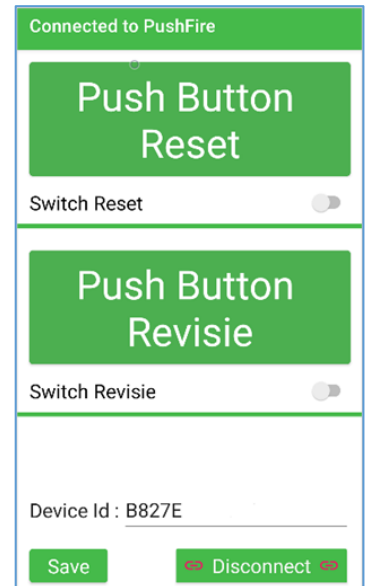 Connected to PushFire
Push Button
Reset
Switch Reset
Push Button
Revisie
Switch Revisie
Device Id : B827E
Save
Disconnect